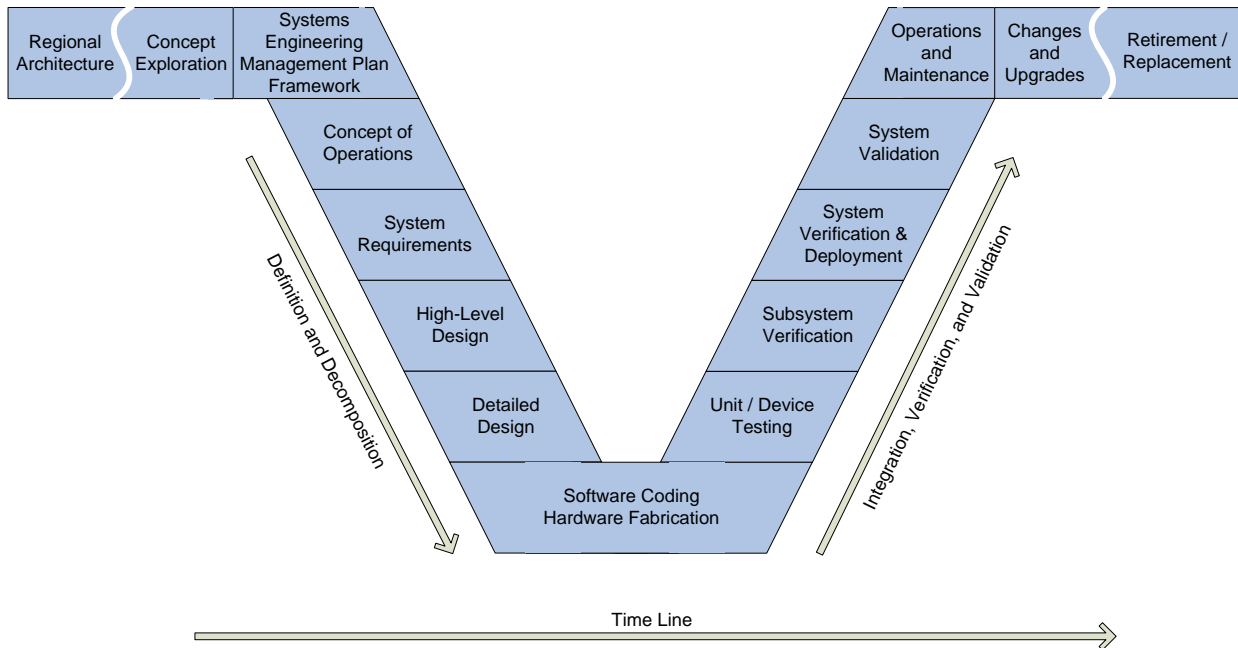 Regional
Architecture
Concept
Exploration
Systems
Engineering
Management Plan
Framework
Concept of
Operations
System
Requirements
High-Level
Design
Detailed
Design
Software Coding
Hardware Fabrication
Unit / Device
Testing
Subsystem
Verification
System
Verification &
Deployment
System
Validation
Operations
and
Maintenance
Changes
and
Upgrades
Retirement /
Replacement
Definition and Decomposition
Integration, Verification, and Validation
Time Line